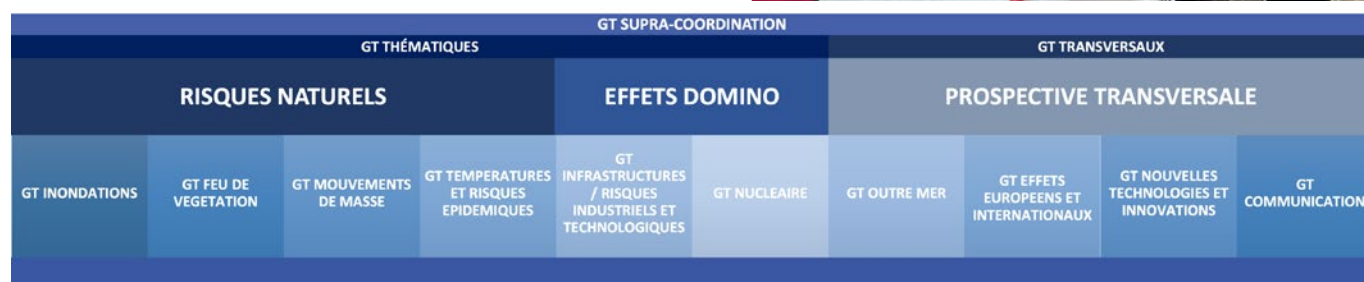 GT SUPRA-COORDINATION
GT THÉMATIQUES
GT TRANSVERSAUX
RISQUES NATURELS
EFFETS DOMINO
PROSPECTIVE TRANSVERSALE
GT INONDATIONS
GT FEU DE
VEGETATION
GT MOUVEMENTS
DE MASSE
GT TEMPERATURES
ET RISQUES
EPIDEMIQUES
GT
INFRASTRUCTURES
/ RISQUES
INDUSTRIELS ET
TECHNOLOGIQUES
GT NUCLEAIRE
GT OUTRE MER
GT EFFETS
EUROPEENS ET
INTERNATIONAUX
GT NOUVELLES
TECHNOLOGIES ET
INNOVATIONS
GT
COMMUNICATION